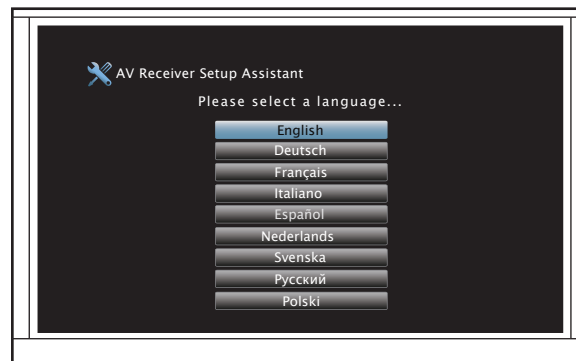 AV Receiver Setup Assistant
Please select a language...
English
Deutsch
Français
Italiano
Español
Nederlands
Svenska
Русский
Polski